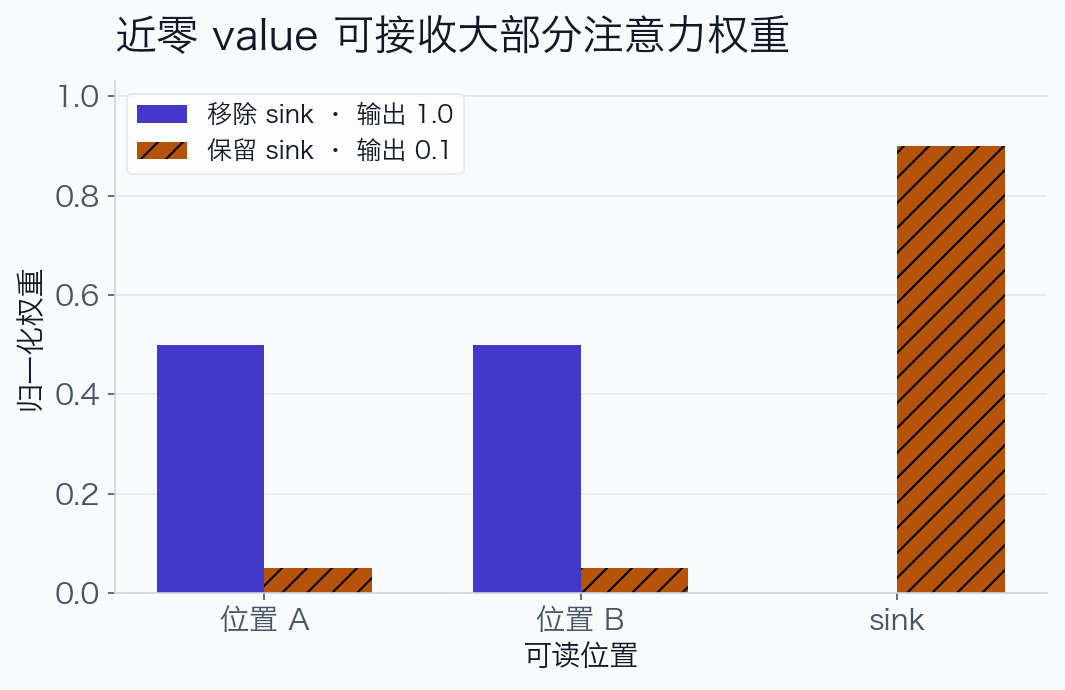 近零 value 可接收大部分注意力权重
移除 sink · 输出 1.0
保留 sink · 输出 0.1
归一化权重
1.0
0.8
0.6
0.4
0.2
0.0
位置 A
位置 B
sink
可读位置